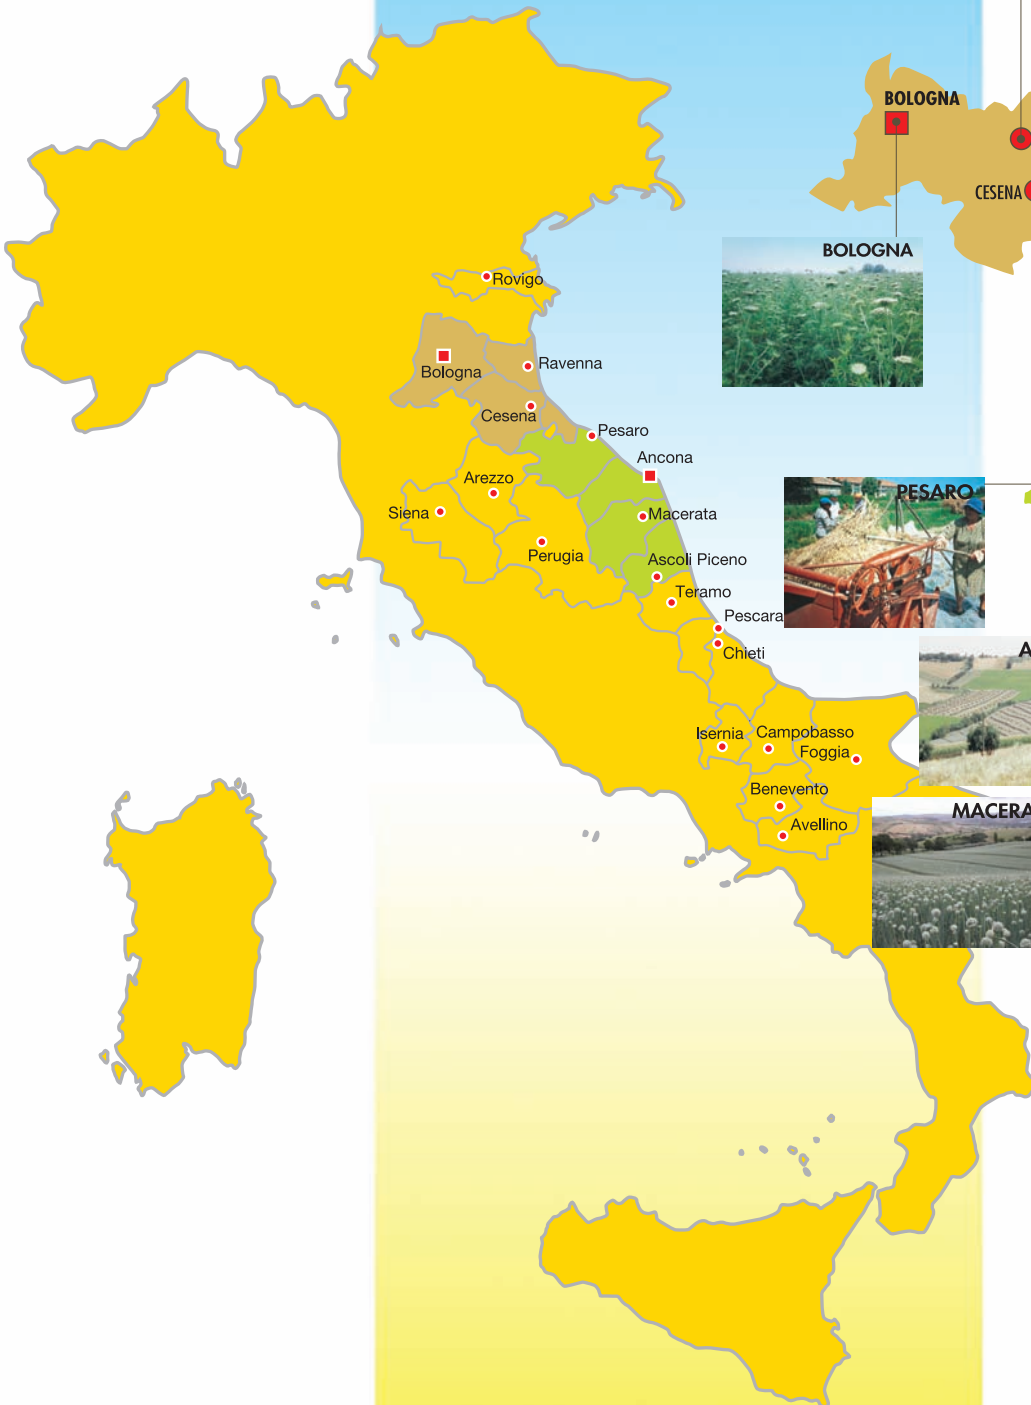 BOLOGNA
CESENA
BOLOGNA
Rovigo
Ravenna
Bologna
Cesena
Pesaro
Ancona
Arezzo
PESARO
Siena
Macerata
Perugia
Ascoli Piceno
Teramo
Pescara
Chieti
A
Isernia
Campobasso
Foggia
Benevento
MACERA
Avellino